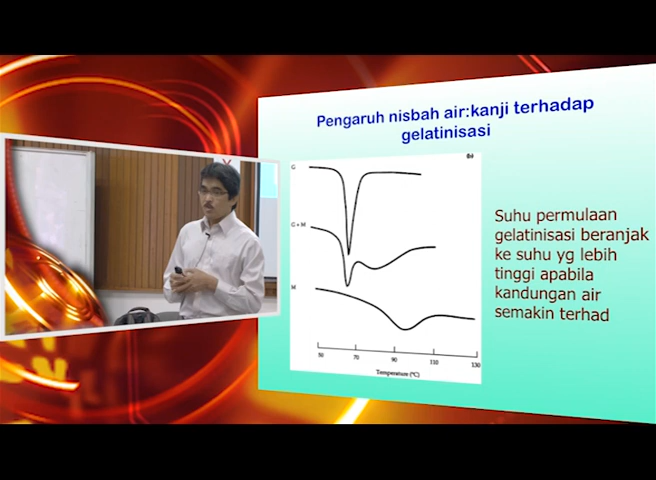 Pengaruh nisbah air:kanji terhadap
gelatinisasi
G
G + M
M
50 70 90 110 130
Temperature (°C)
Suhu permulaan
gelatinisasi beranjak
ke suhu yg lebih
tinggi apabila
kandungan air
semakin terhad